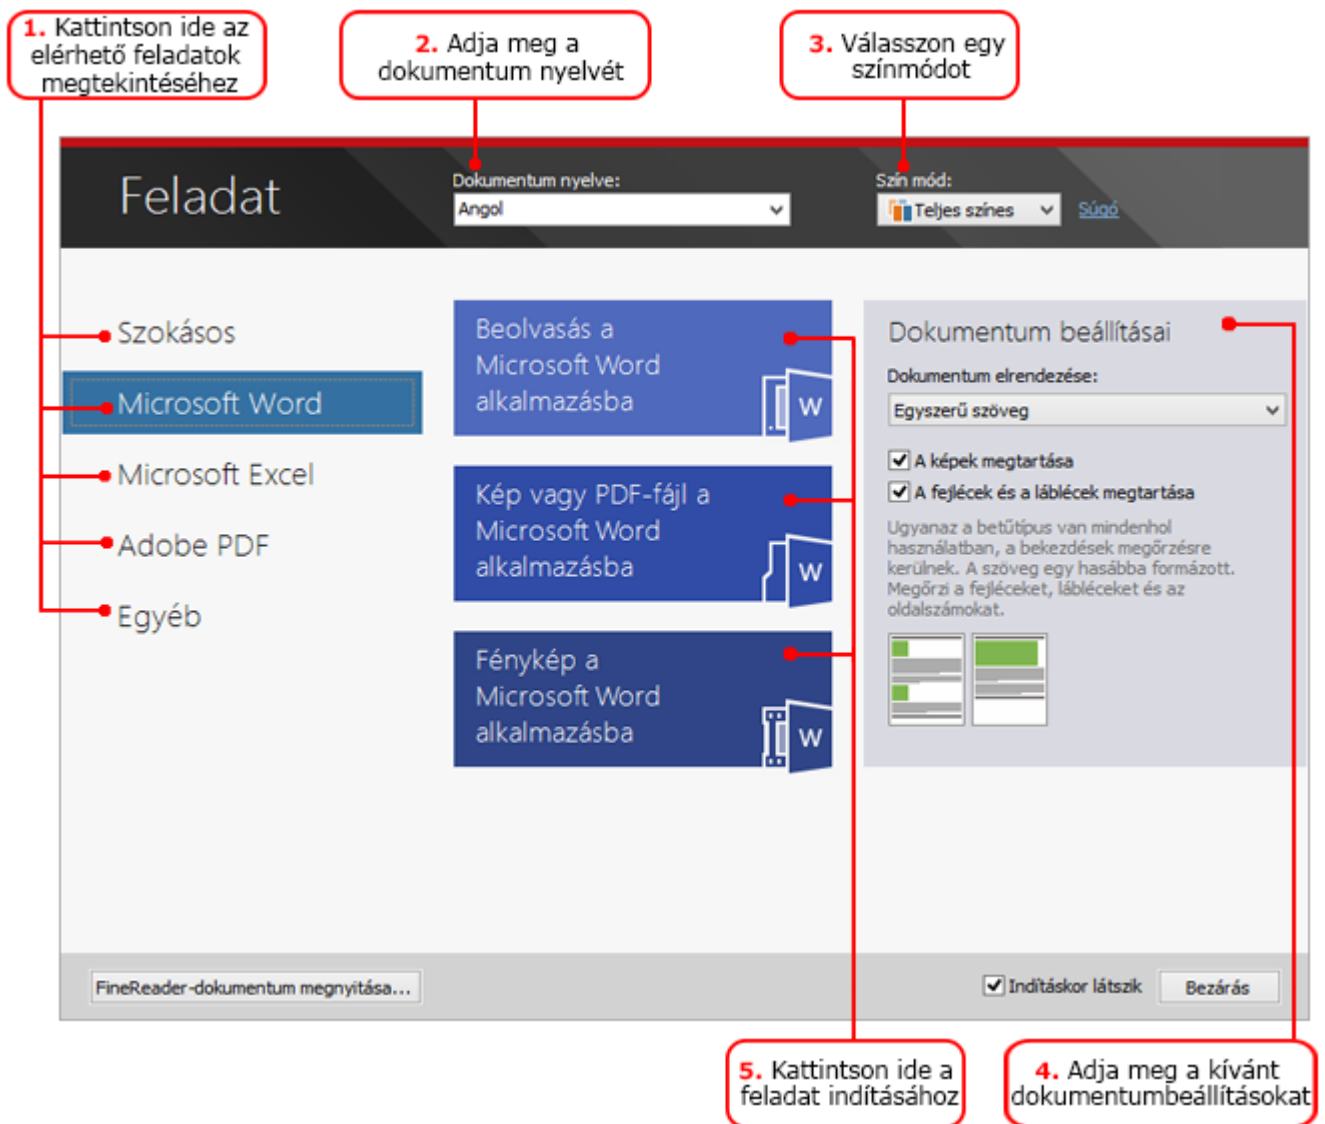 1. Kattintson ide az
elérhető feladatok
megtekintéséhez
2. Adja meg a
dokumentum nyelvét
3. Válasszon egy
színmódot
Feladat
Dokumentum nyelve:
Angol
Szín mód:
Teljes színes
Súgó
Szokásos
Microsoft Word
Microsoft Excel
Adobe PDF
Egyéb
Beolvasás a
Microsoft Word
alkalmazásba
W
Kép vagy PDF-fájl a
Microsoft Word
alkalmazásba
W
Fénykép a
Microsoft Word
alkalmazásba
W
Dokumentum beállításai
Dokumentum elrendezése:
Egyszerű szöveg
A képek megtartása
A fejlécek és a láblécek megtartása
Ugyanaz a betűtípus van mindenhol
használatban, a bekezdések megőrzésre
kerülnek. A szöveg egy hasábba formázott.
Megőrzi a fejléceket, lábléceket és az
oldalszámokat.
FineReader-dokumentum megnyitása...
Indításkor látszik
Bezárás
5. Kattintson ide a
feladat indításához
4. Adja meg a kívánt
dokumentumbeállításokat